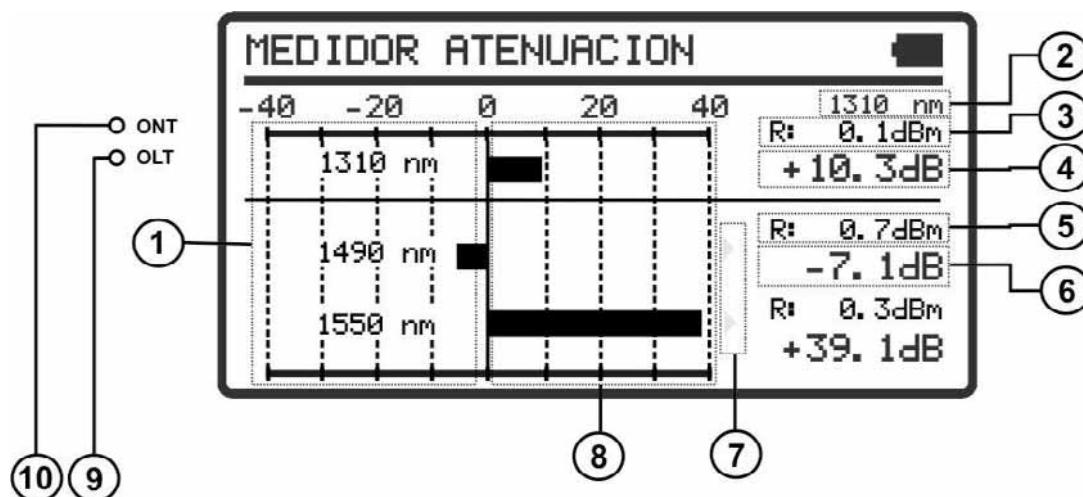 MEDIDOR ATENUACION
2
-40 -20 0 20 40
1310 nm
3
10 ONT
R: 0.1dBm
9 OLT
1310 nm
+10.3dB
4
1
R: 0.7dBm
5
1490 nm
-7.1dB
6
1550 nm
R: 0.3dBm
+39.1dB
10
9
8
7